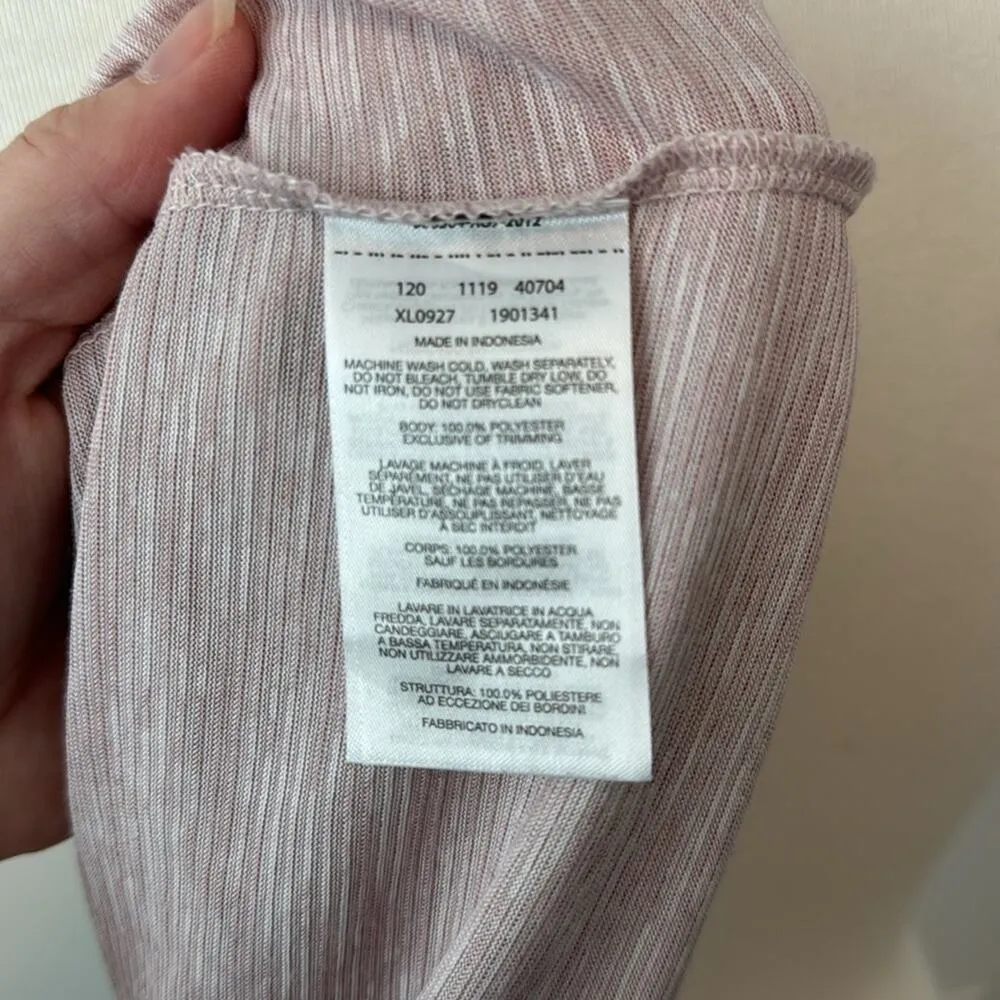 2012
120 1119 40704
XL0927 1901341
MADE IN INDONESIA
MACHINE WASH COLD, WASH SEPARATELY,
DO NOT BLEACH, TUMBLE DRY LOW, DO
NOT IRON, DO NOT USE FABRIC SOFTENER,
DO NOT DRYCLEAN
BODY: 100.0% POLYESTER
EXCLUSIVE OF TRIMMING
LAVAGE MACHINE À FROID, LAVER
SÉPARÉMENT, NE PAS UTILISER D'EAU
DE JAVEL, SÉCHAGE MACHINE, BASSE
TEMPÉRATURE, NE PAS REPASSER, NE PAS
UTILISER D'ASSOUPLISSANT, NETTOYAGE
À SEC INTERDIT
CORPS: 100.0% POLYESTER
SAUF LES BORDURES
FABRIQUÉ EN INDONÉSIE
LAVARE IN LAVATRICE IN ACQUA
FREDDA, LAVARE SEPARATAMENTE, NON
CANDEGGIARE, ASCIUGARE A TAMBURO
A BASSA TEMPERATURA, NON STIRARE,
NON UTILIZZARE AMMORBIDENTE, NON
LAVARE A SECCO
STRUTTURA: 100.0% POLIESTERE
AD ECCEZIONE DEI BORDINI
FABBRICATO IN INDONESIA